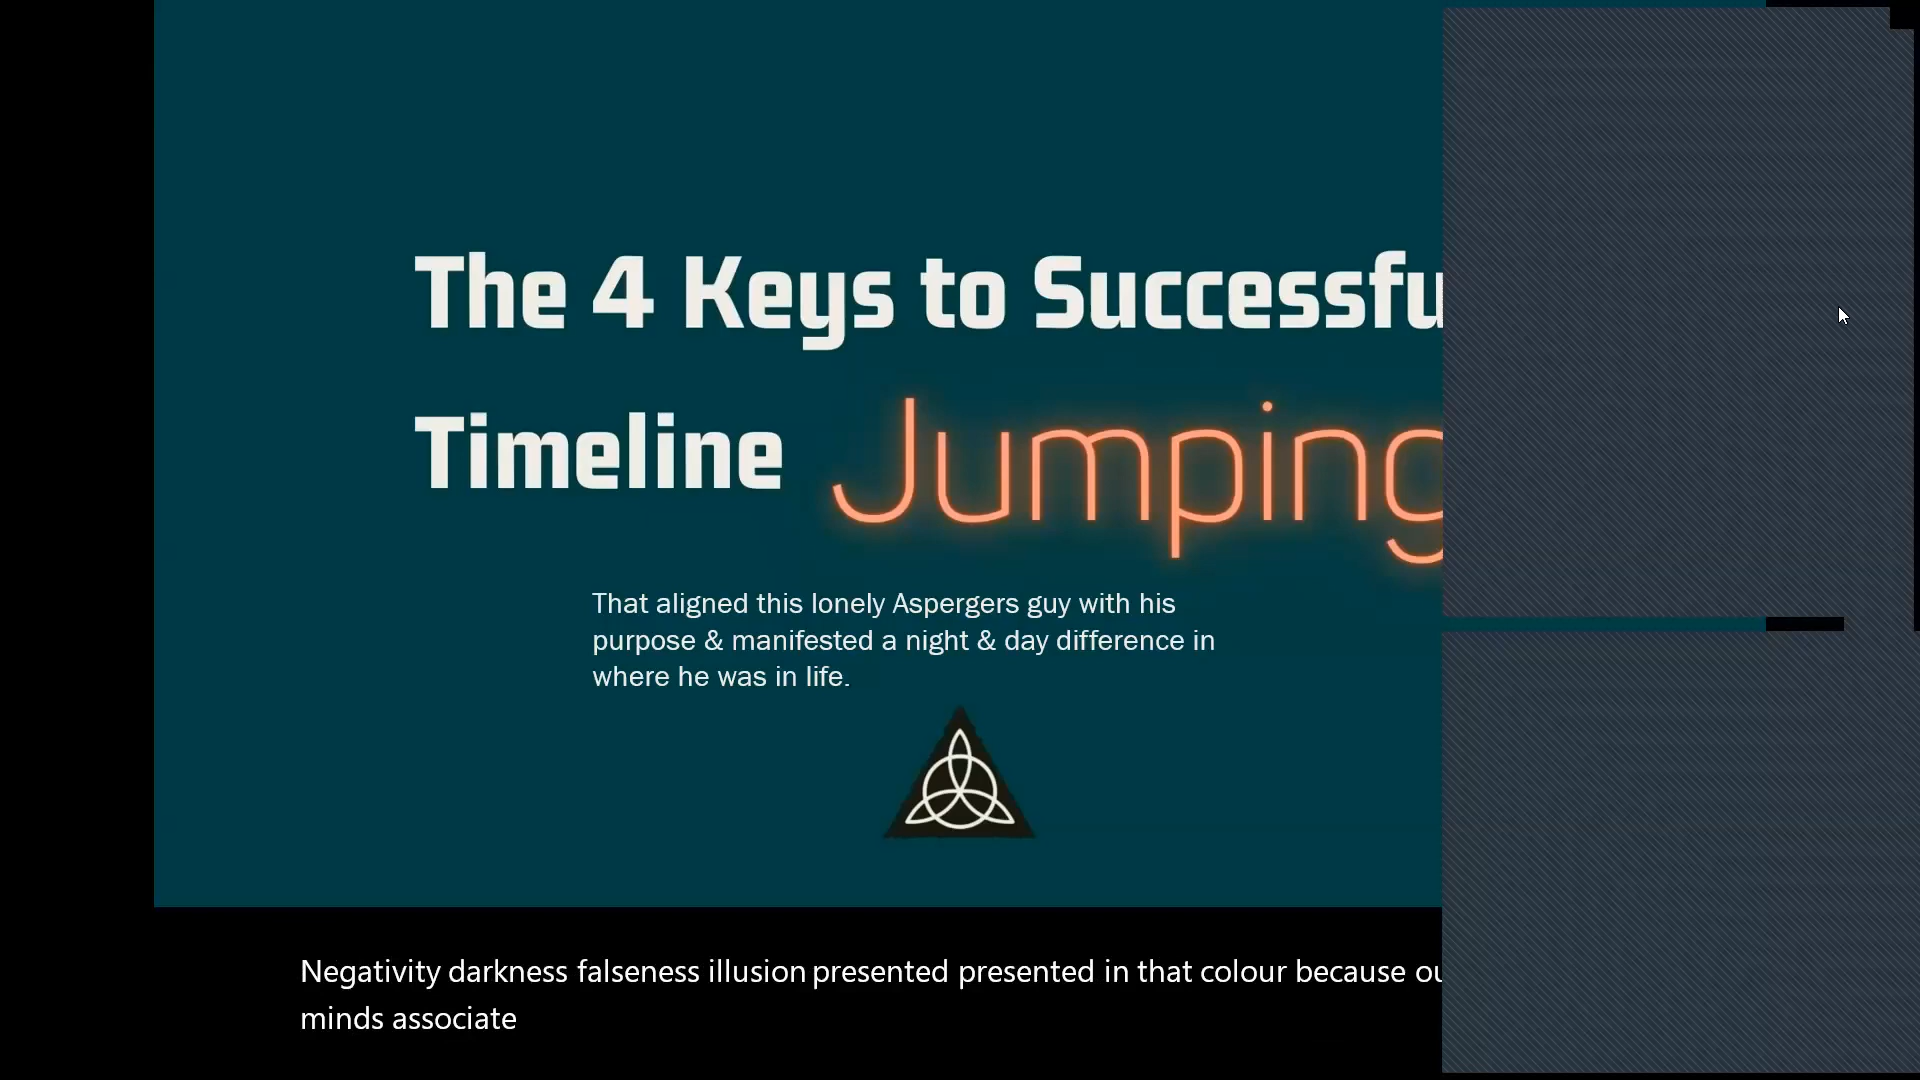 The 4 Keys to Successfu
Timeline Jumping
That aligned this lonely Aspergers guy with his
purpose & manifested a night & day difference in
where he was in life.
Negativity darkness falseness illusion presented presented in that colour because ou
minds associate